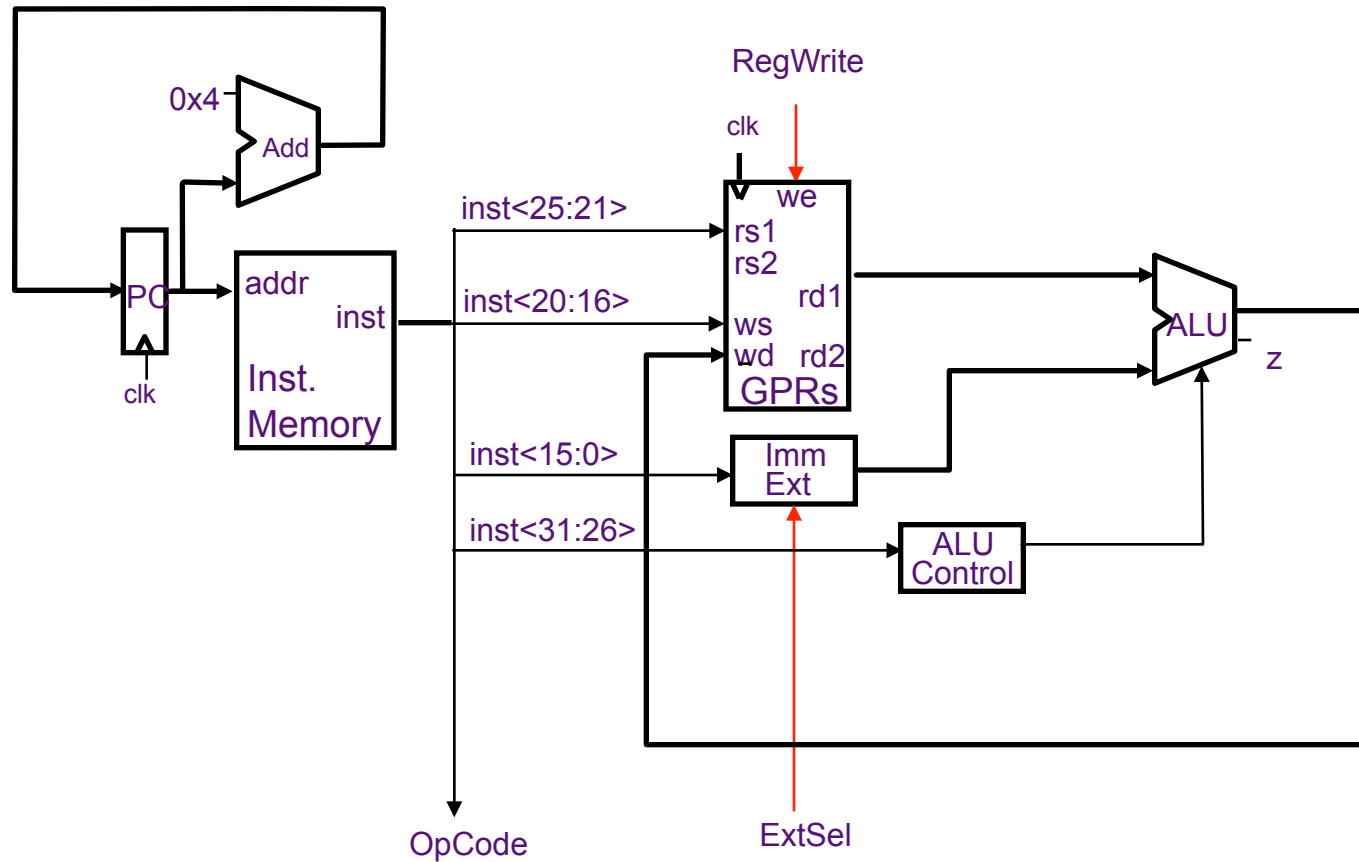 RegWrite
0x4
Add
clk
we
inst<25:21>
rs1
rs2
PC
addr
inst
inst<20:16>
rd1
ws
wd
rd2
GPRs
ALU
z
clk
Inst.
Memory
inst<15:0>
Imm
Ext
inst<31:26>
ALU
Control
OpCode
ExtSel